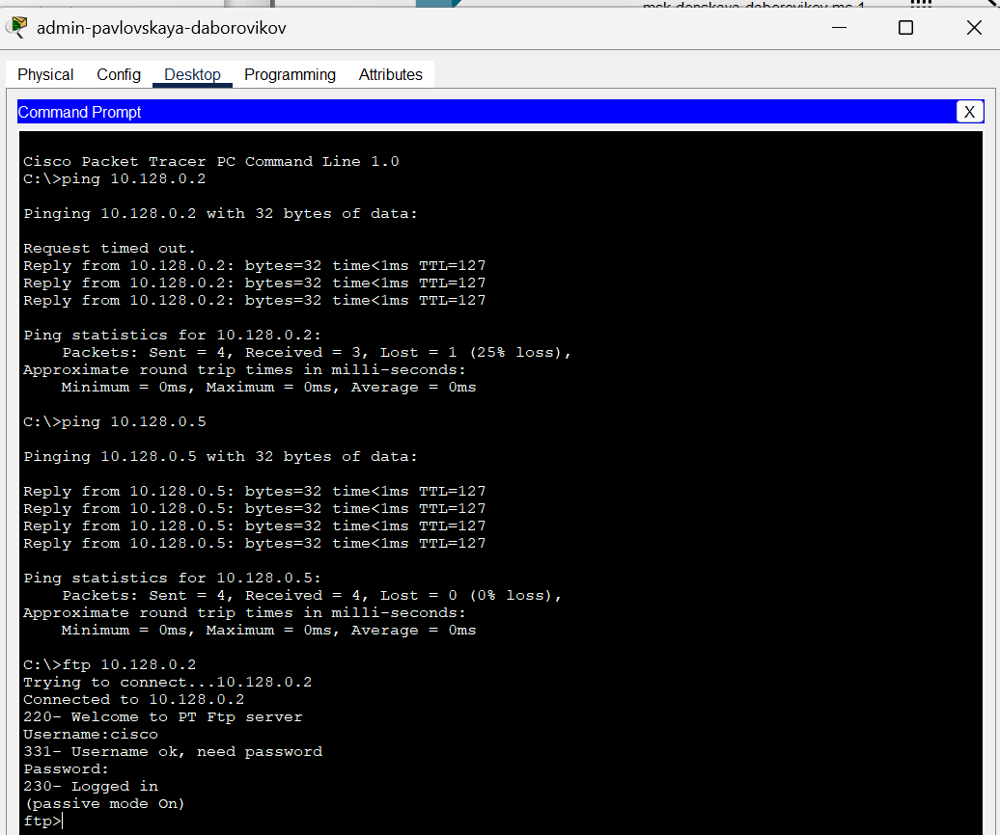 msk-donskaya-daborovikov-mc-1
admin-pavlovskaya-daborovikov
Physical Config Desktop Programming Attributes
Command Prompt
X
Cisco Packet Tracer PC Command Line 1.0
C:\>ping 10.128.0.2
Pinging 10.128.0.2 with 32 bytes of data:
Request timed out.
Reply from 10.128.0.2: bytes=32 time<1ms TTL=127
Reply from 10.128.0.2: bytes=32 time<1ms TTL=127
Reply from 10.128.0.2: bytes=32 time<1ms TTL=127
Ping statistics for 10.128.0.2:
Packets: Sent = 4, Received = 3, Lost = 1 (25% loss),
Approximate round trip times in milli-seconds:
Minimum = 0ms, Maximum = 0ms, Average = 0ms
C:\>ping 10.128.0.5
Pinging 10.128.0.5 with 32 bytes of data:
Reply from 10.128.0.5: bytes=32 time<1ms TTL=127
Reply from 10.128.0.5: bytes=32 time<1ms TTL=127
Reply from 10.128.0.5: bytes=32 time<1ms TTL=127
Reply from 10.128.0.5: bytes=32 time<1ms TTL=127
Ping statistics for 10.128.0.5:
Packets: Sent = 4, Received = 4, Lost = 0 (0% loss),
Approximate round trip times in milli-seconds:
Minimum = 0ms, Maximum = 0ms, Average = 0ms
C:\>ftp 10.128.0.2
Trying to connect...10.128.0.2
Connected to 10.128.0.2
220- Welcome to PT Ftp server
Username:cisco
331- Username ok, need password
Password:
230- Logged in
(passive mode On)
ftp>